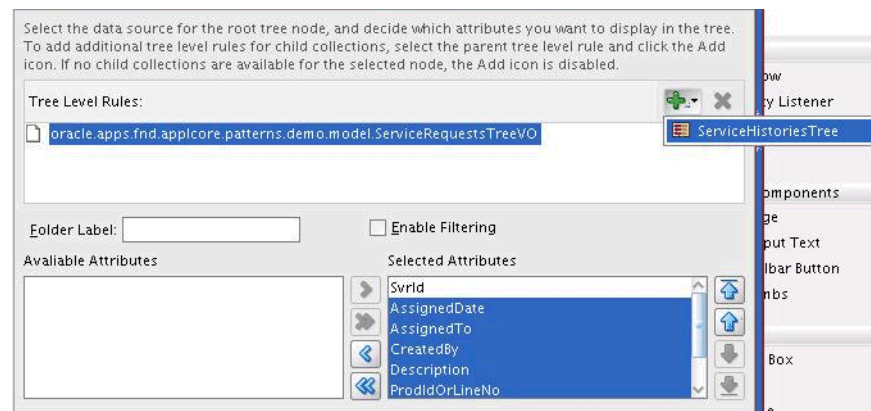 Select the data source for the root tree node, and decide which attributes you want to display in the tree.
To add additional tree level rules for child collections, select the parent tree level rule and click the Add
icon. If no child collections are available for the selected node, the Add icon is disabled.
Tree Level Rules:
oracle.apps.fnd.applcore.patterns.demo.model.ServiceRequestsTreeVO
ServiceHistoriesTree
Folder Label:
Enable Filtering
Avaliable Attributes
Selected Attributes
SvrId
AssignedDate
AssignedTo
CreatedBy
Description
ProdIdOrLineNo
ow
y Listener
omponents
ge
put Text
lbar Button
mbs
Box